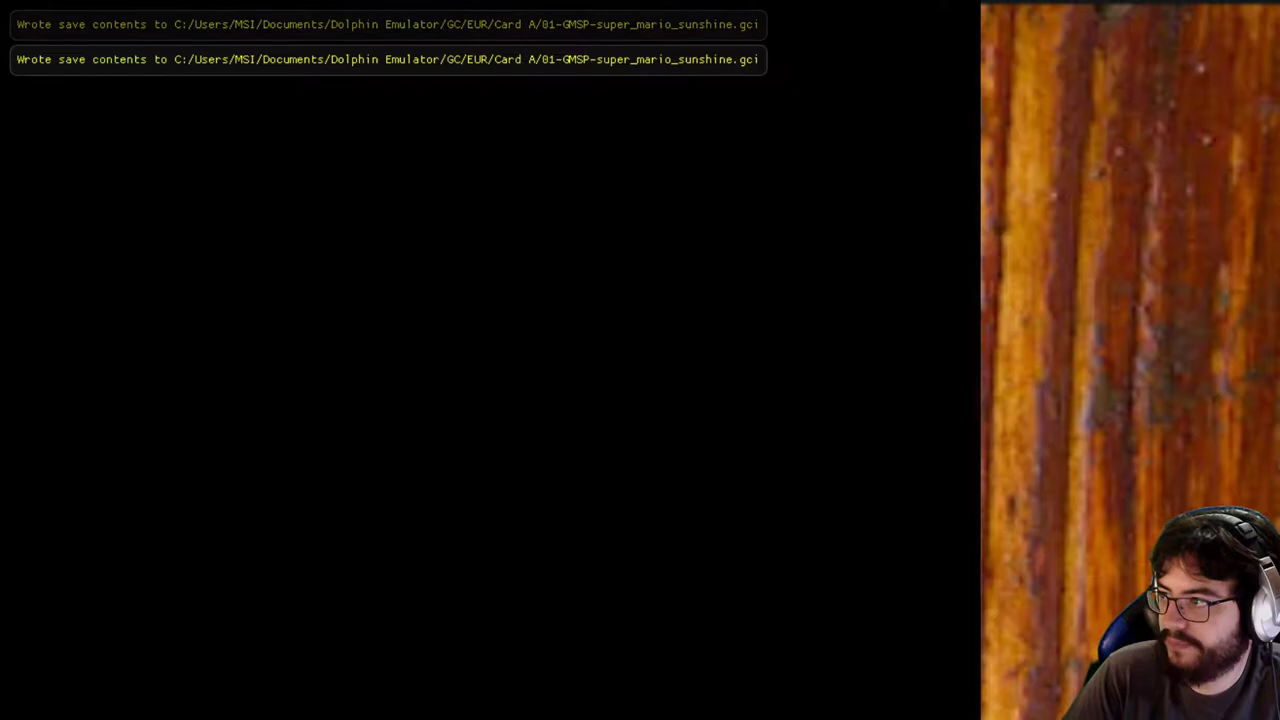 Wrote save contents to C:/Users/MSI/Documents/Dolphin Emulator/GC/EUR/Card A/01-GMSP-super_mario_sunshine.gci
Wrote save contents to C:/Users/MSI/Documents/Dolphin Emulator/GC/EUR/Card A/01-GMSP-super_mario_sunshine.gci